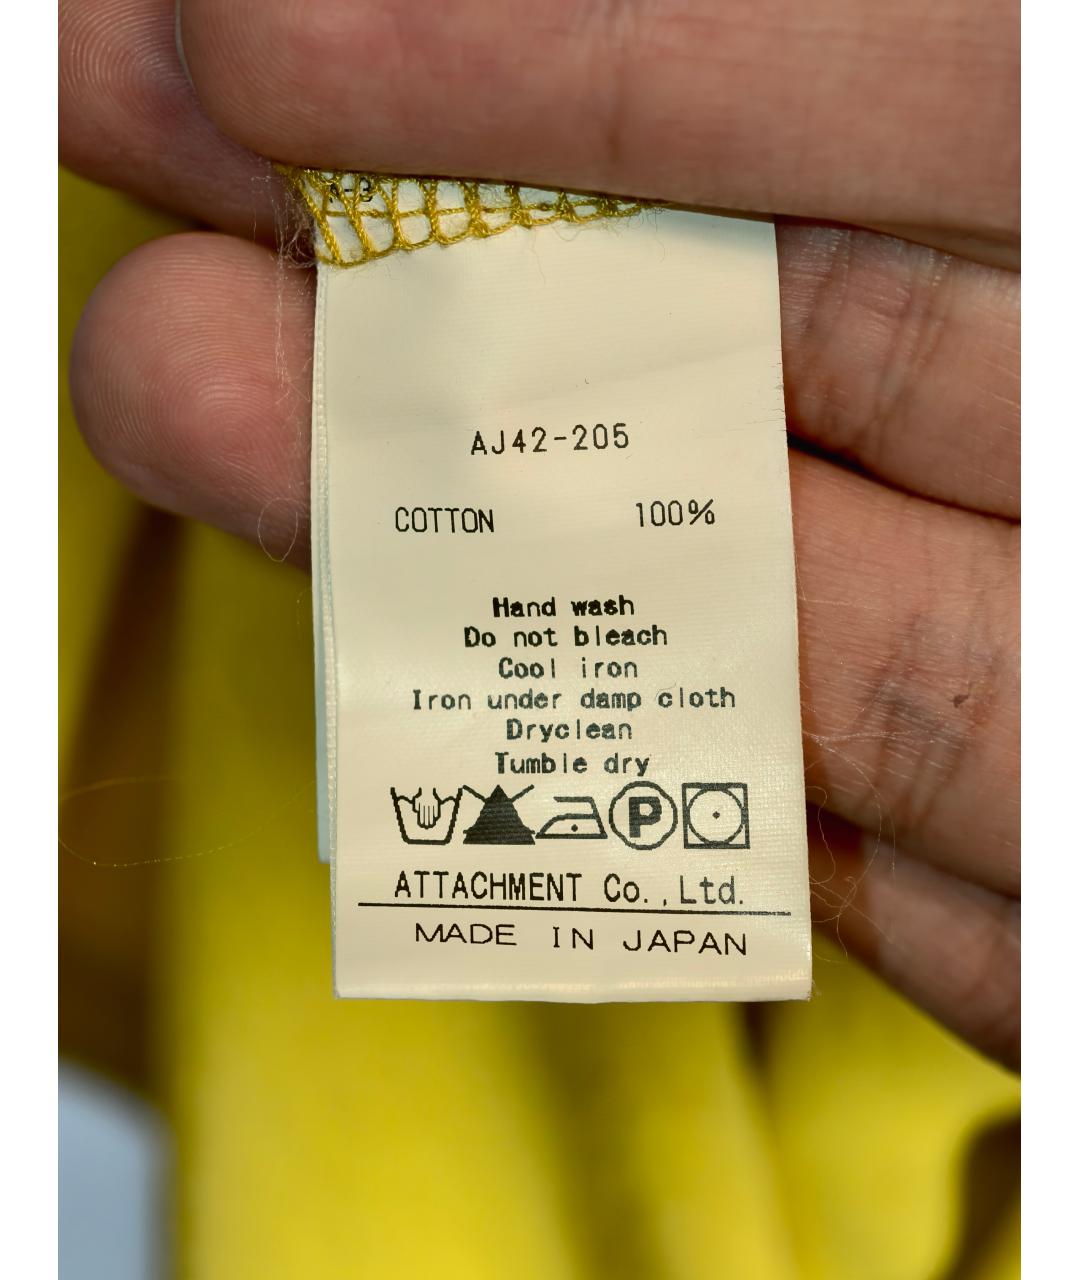 AJ42-205
COTTON 100%
Hand wash
Do not bleach
Cool iron
Iron under damp cloth
Dryclean
Tumble dry
P
ATTACHMENT Co., Ltd.
MADE IN JAPAN